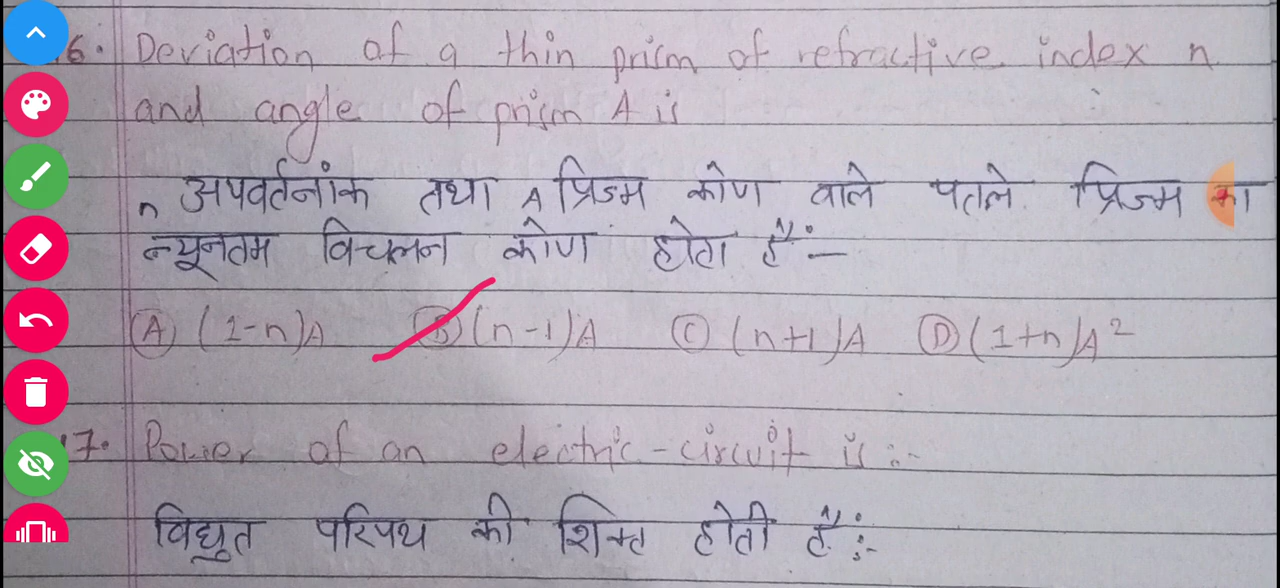 6. Deviation of a thin prism of refractive index n
and angle of prism A is
n अपवर्तनांक तथा A प्रिज्म कोण वाले पतले प्रिज्म का
न्यूनतम विचलन कोण होता है:—
(A) (1-n)A (B) (n-1)A (C) (n+1)A (D) (1+n)A²
17. Power of an electric-circuit is :-
विद्युत परिपथ की शक्ति होती है :-